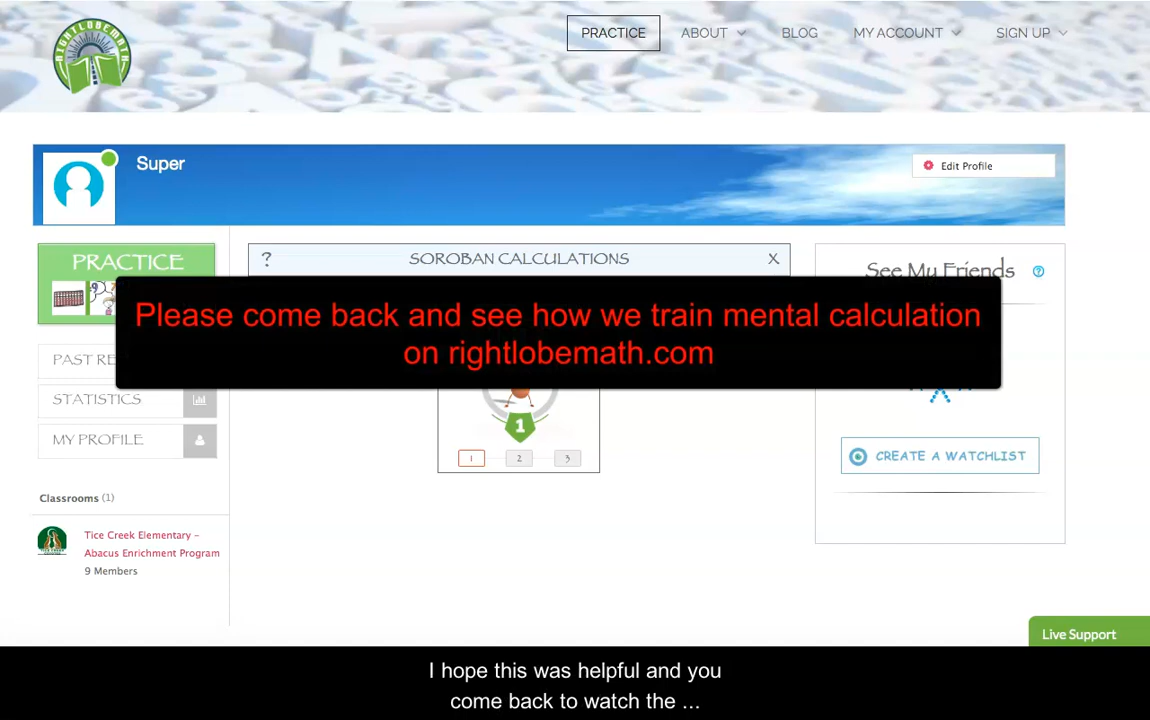 RIGHTLOBEMATH
PRACTICE
ABOUT
BLOG
MY ACCOUNT
SIGN UP
Super
Edit Profile
PRACTICE
? SOROBAN CALCULATIONS X
See My Friends ?
Please come back and see how we train mental calculation
on rightlobemath.com
PAST RE
STATISTICS
MY PROFILE
1
1 2 3
CREATE A WATCHLIST
Classrooms (1)
Tice Creek Elementary –
Abacus Enrichment Program
9 Members
Live Support
I hope this was helpful and you
come back to watch the ...